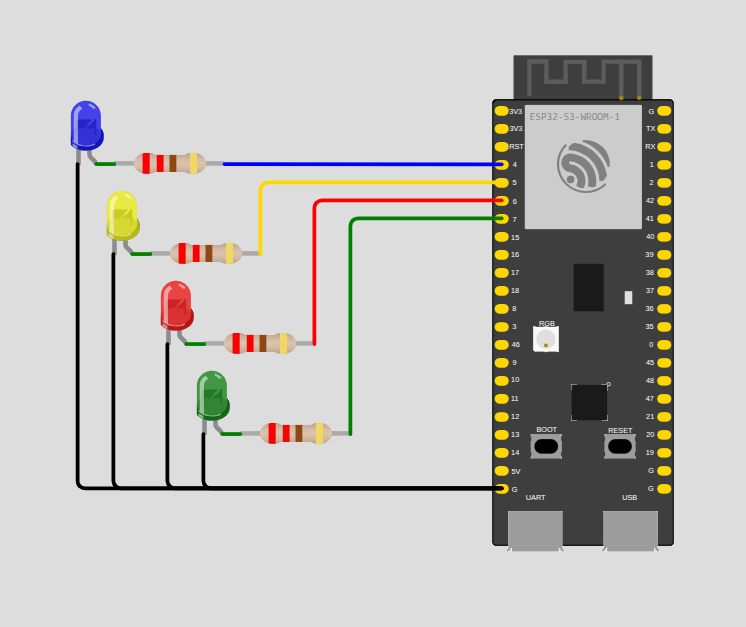 ESP32-S3-WROOM-1
3V3
3V3
RST
4
5
6
7
15
16
17
18
8
3
46
9
10
11
12
13
14
5V
G
G
TX
RX
1
2
42
41
40
39
38
37
36
35
0
45
48
47
21
20
19
G
G
RGB
BOOT
RESET
UART
USB